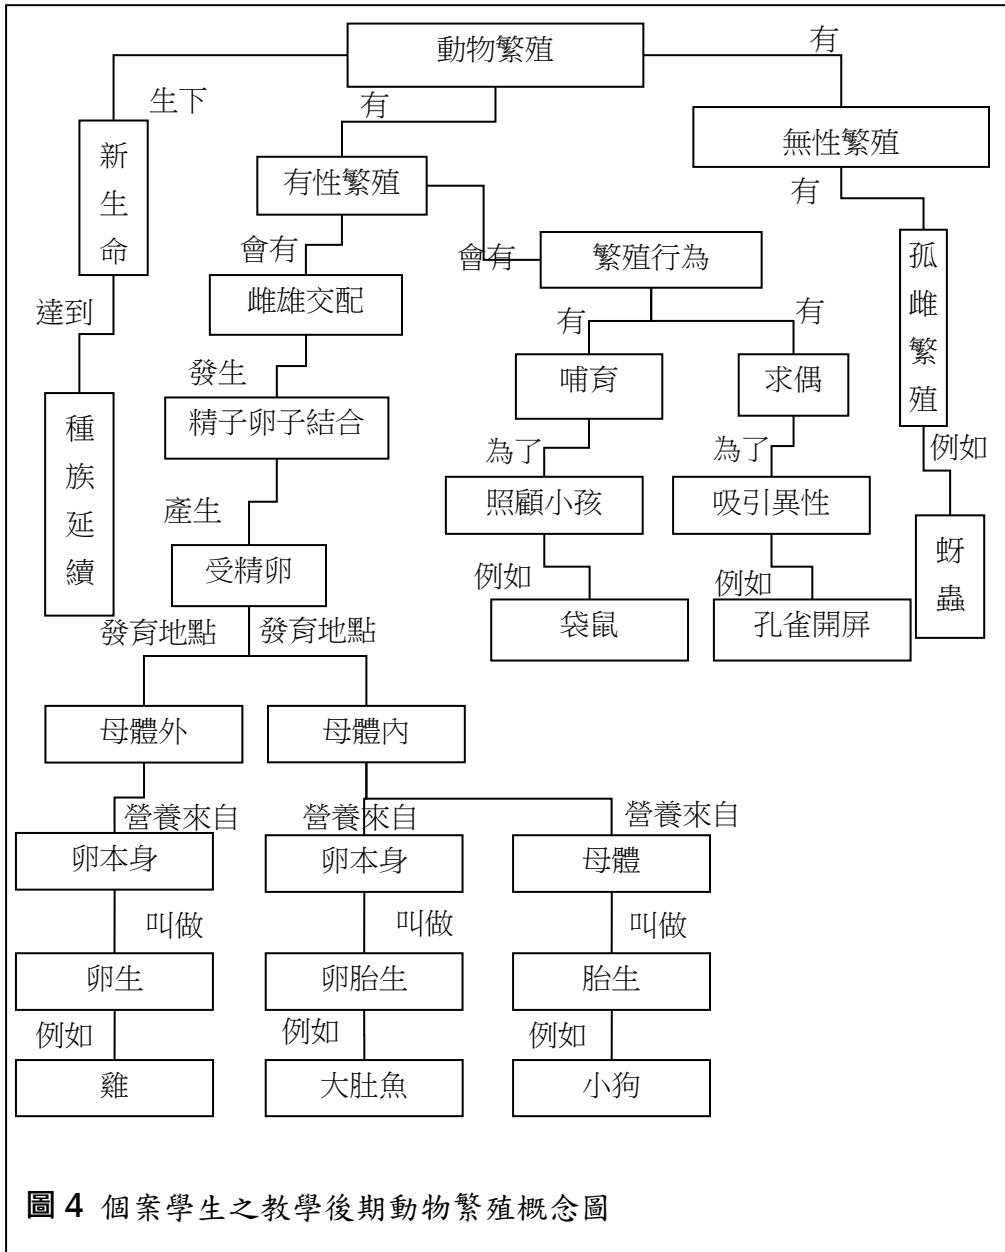 動物繁殖
有
生下
有
新生命
無性繁殖
有性繁殖
有
會有
會有
繁殖行為
孤雌繁殖
雌雄交配
達到
有
有
發生
哺育
求偶
種族延續
精子卵子結合
例如
為了
為了
產生
照顧小孩
吸引異性
蚜蟲
受精卵
例如
例如
發育地點
發育地點
袋鼠
孔雀開屏
母體外
母體內
營養來自
營養來自
營養來自
卵本身
卵本身
母體
叫做
叫做
叫做
卵生
卵胎生
胎生
例如
例如
例如
雞
大肚魚
小狗
圖 4 個案學生之教學後期動物繁殖概念圖